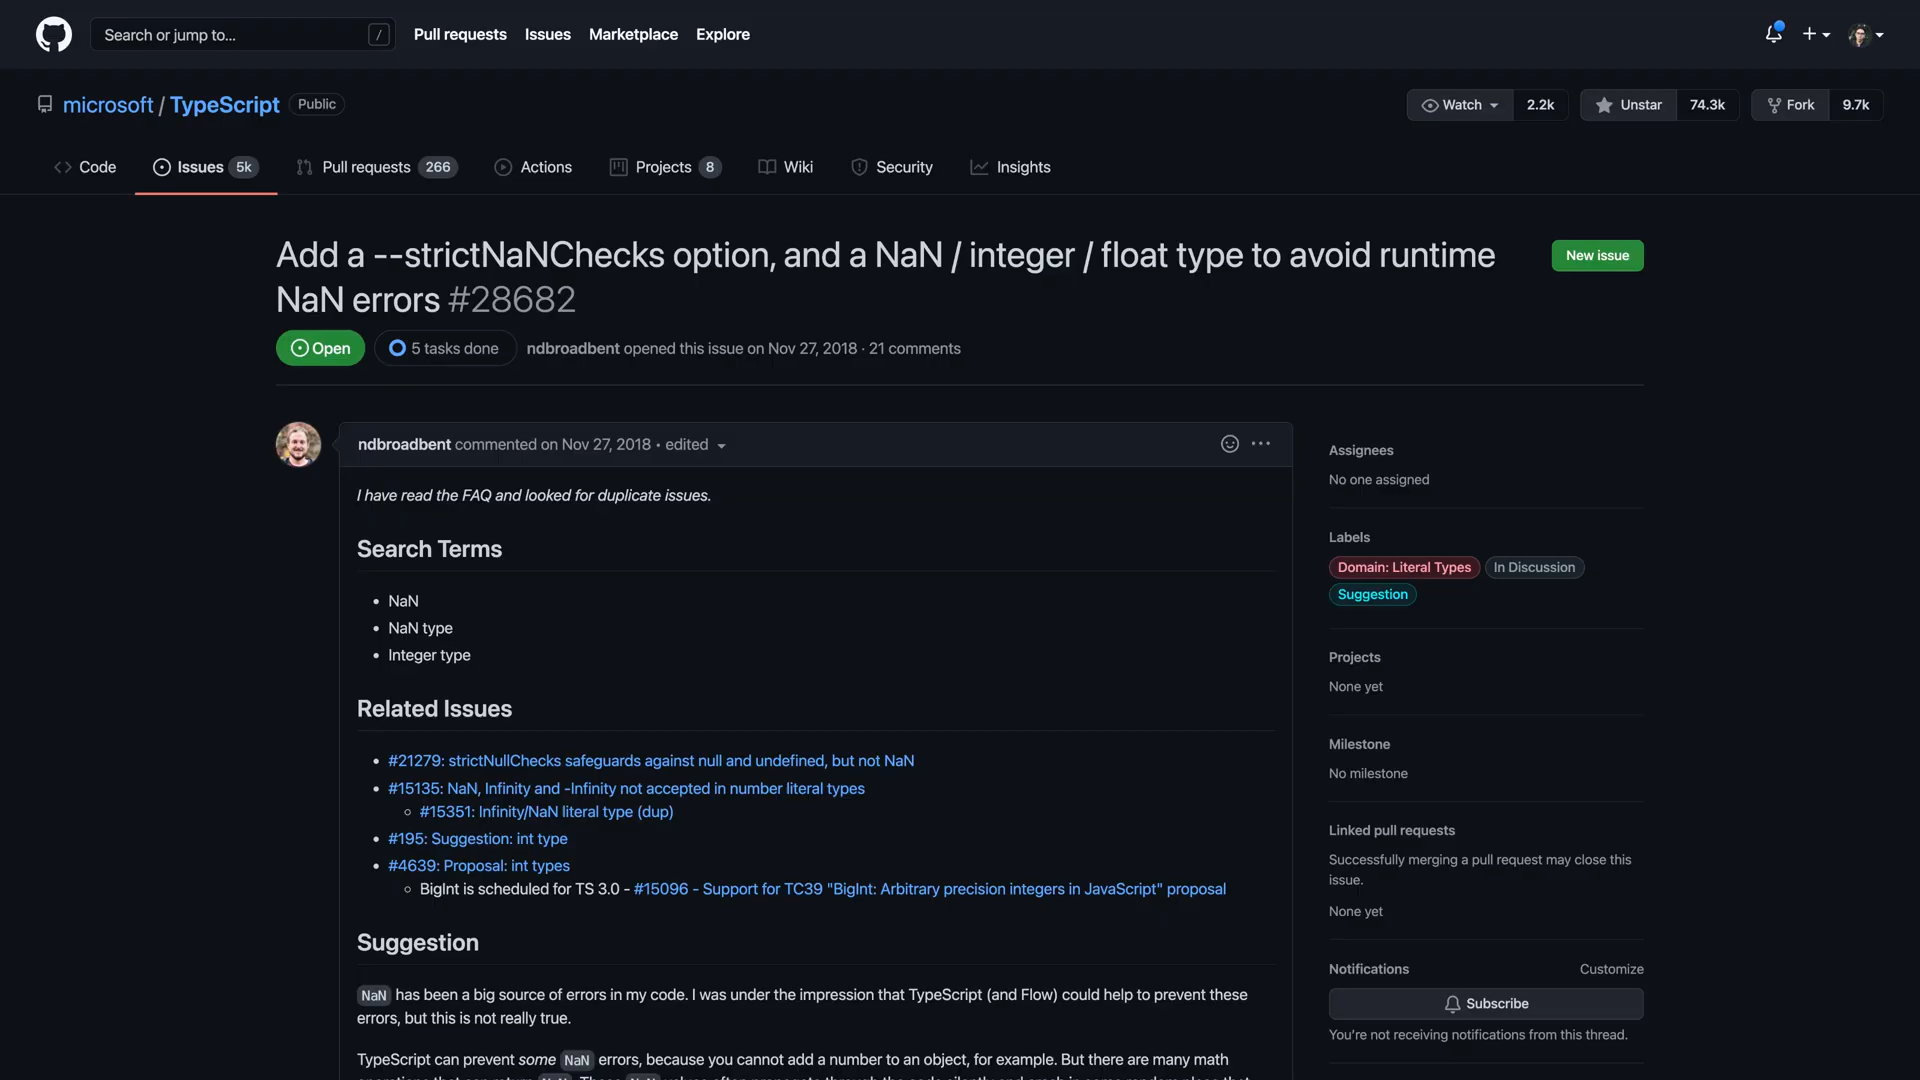 Search or jump to...
/
Pull requests
Issues
Marketplace
Explore
microsoft / TypeScript
Public
Watch
2.2k
Unstar
74.3k
Fork
9.7k
Code
Issues 5k
Pull requests 266
Actions
Projects 8
Wiki
Security
Insights
Add a --strictNaNChecks option, and a NaN / integer / float type to avoid runtime
NaN errors #28682
New issue
Open
5 tasks done
ndbroadbent opened this issue on Nov 27, 2018 · 21 comments
ndbroadbent commented on Nov 27, 2018 • edited
I have read the FAQ and looked for duplicate issues.
Search Terms
• NaN
• NaN type
• Integer type
Related Issues
• #21279: strictNullChecks safeguards against null and undefined, but not NaN
• #15135: NaN, Infinity and -Infinity not accepted in number literal types
◦ #15351: Infinity/NaN literal type (dup)
• #195: Suggestion: int type
• #4639: Proposal: int types
◦ BigInt is scheduled for TS 3.0 - #15096 - Support for TC39 "BigInt: Arbitrary precision integers in JavaScript" proposal
Suggestion
NaN has been a big source of errors in my code. I was under the impression that TypeScript (and Flow) could help to prevent these
errors, but this is not really true.
TypeScript can prevent some NaN errors, because you cannot add a number to an object, for example. But there are many math
Assignees
No one assigned
Labels
Domain: Literal Types
In Discussion
Suggestion
Projects
None yet
Milestone
No milestone
Linked pull requests
Successfully merging a pull request may close this
issue.
None yet
Notifications
Customize
Subscribe
You're not receiving notifications from this thread.